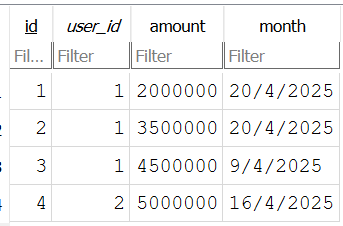 id user_id amount month
Fil... Filter Filter Filter
1 1 2000000 20/4/2025
2 1 3500000 20/4/2025
3 1 4500000 9/4/2025
4 2 5000000 16/4/2025